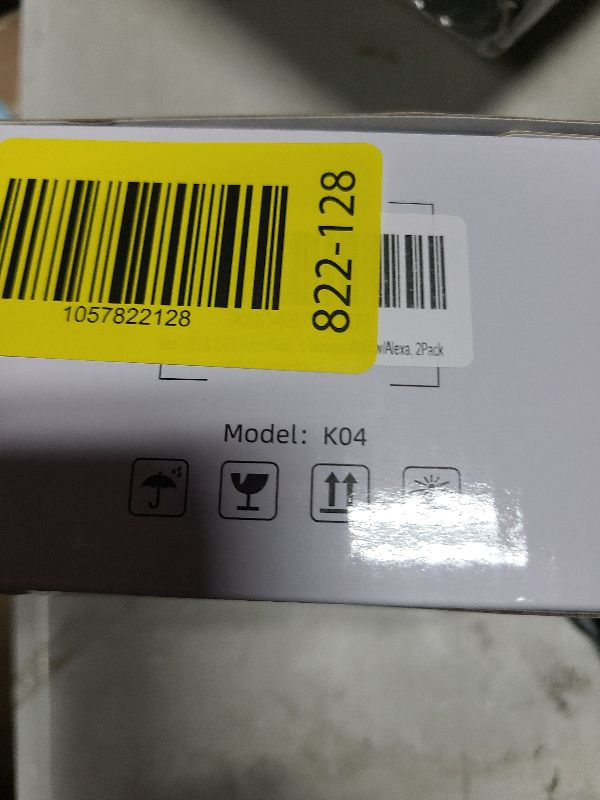 822-128
1057822128
w/Alexa, 2Pack
Model: K04